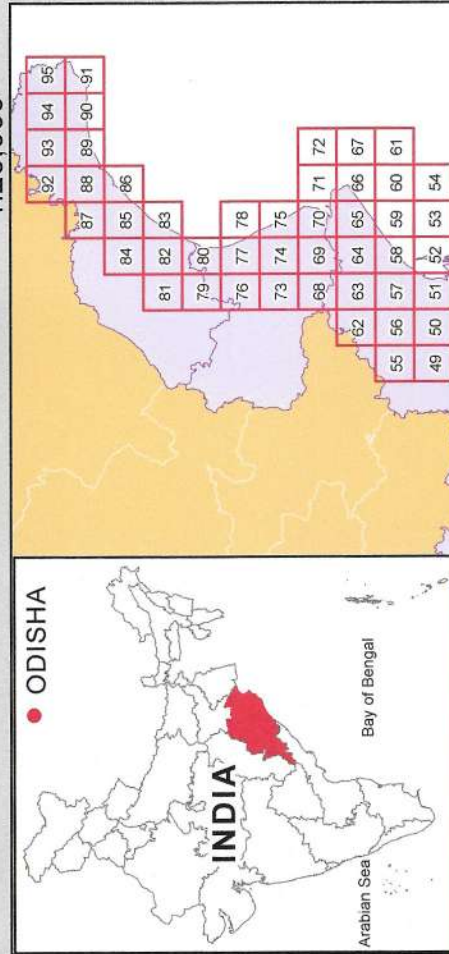 ODISHA
INDIA
Arabian Sea
Bay of Bengal
92 93 94 95
87 88 89 90 91
84 85 86
81 82 83
79 80
76 77 78
73 74 75
68 69 70 71 72
62 63 64 65 66 67
55 56 57 58 59 60 61
49 50 51 52 53 54